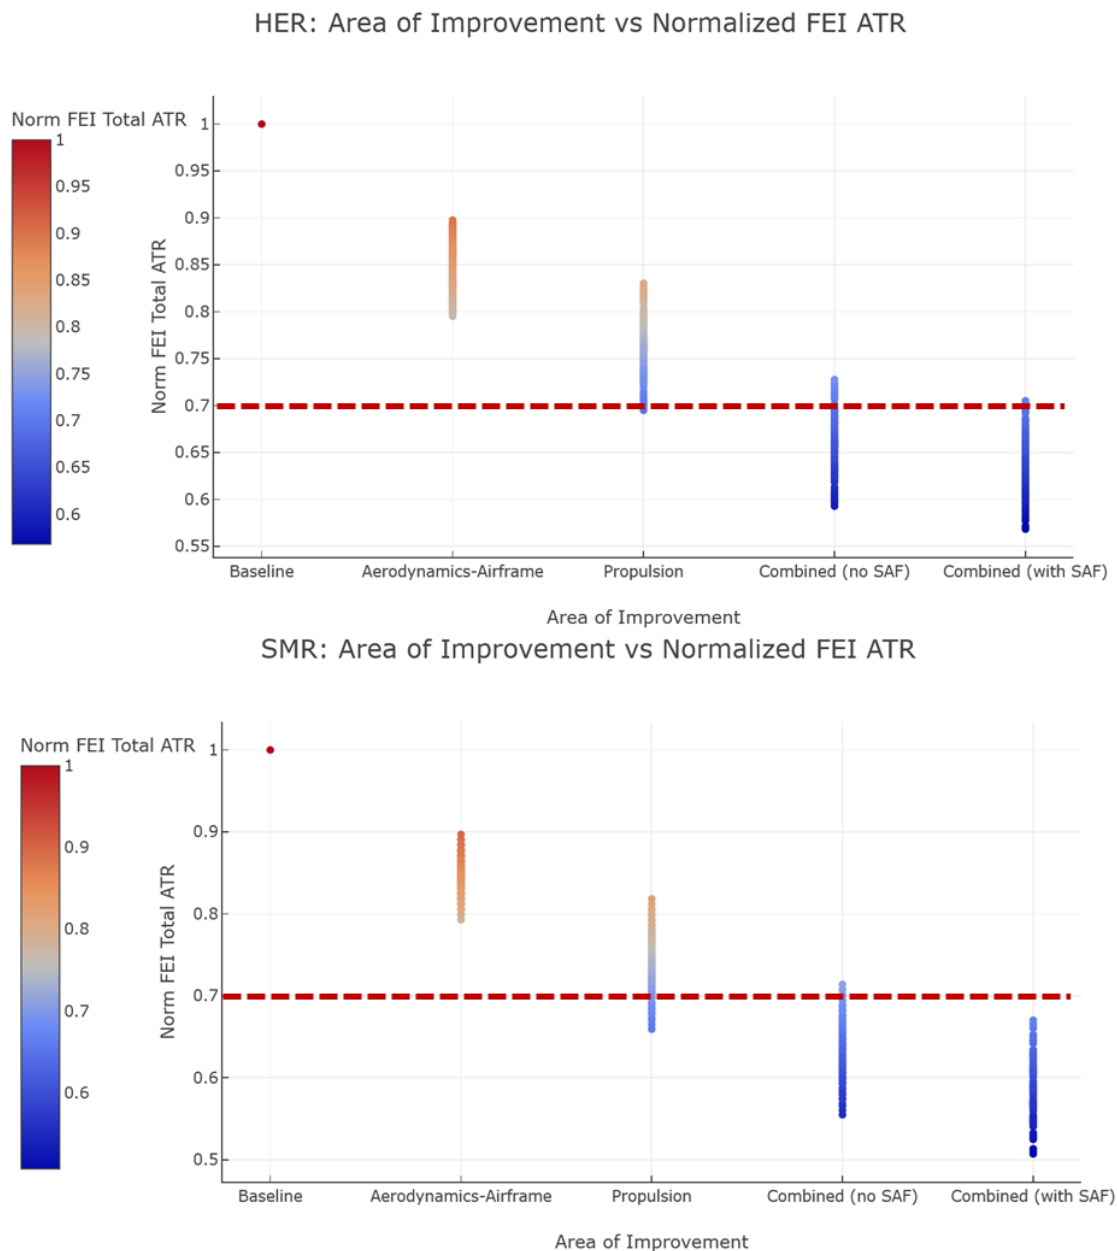 HER: Area of Improvement vs Normalized FEI ATR
Norm FEI Total ATR
1
0.95
0.9
0.85
0.8
0.75
0.7
0.65
0.6
Norm FEI Total ATR
1
0.95
0.9
0.85
0.8
0.75
0.7
0.65
0.6
0.55
Baseline
Aerodynamics-Airframe
Propulsion
Combined (no SAF)
Combined (with SAF)
Area of Improvement
SMR: Area of Improvement vs Normalized FEI ATR
Norm FEI Total ATR
1
0.9
0.8
0.7
0.6
Norm FEI Total ATR
1
0.9
0.8
0.7
0.6
0.5
Baseline
Aerodynamics-Airframe
Propulsion
Combined (no SAF)
Combined (with SAF)
Area of Improvement